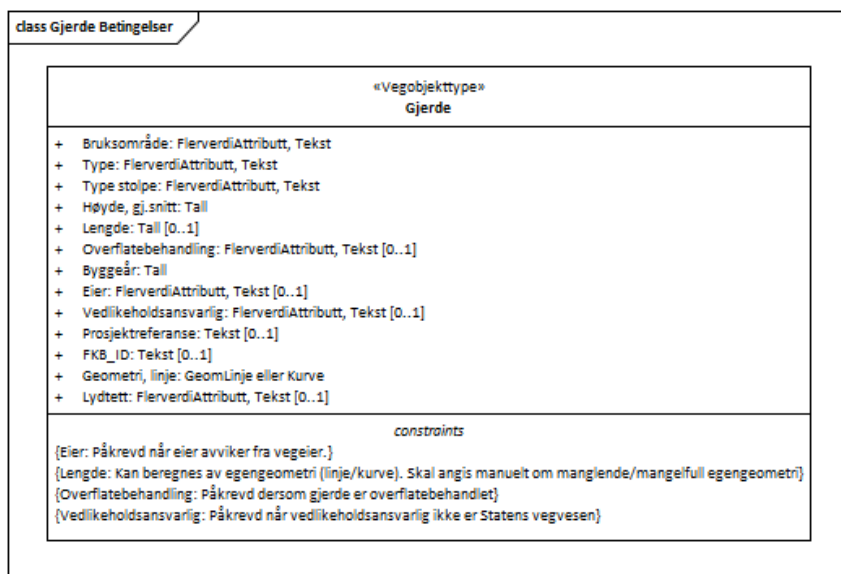 class Gjerde Betingelser
«Vegobjekttype»
Gjerde
+ Bruksområde: FlerverdiAttributt, Tekst
+ Type: FlerverdiAttributt, Tekst
+ Type stolpe: FlerverdiAttributt, Tekst
+ Høyde, gj.snitt: Tall
+ Lengde: Tall [0..1]
+ Overflatebehandling: FlerverdiAttributt, Tekst [0..1]
+ Byggeår: Tall
+ Eier: FlerverdiAttributt, Tekst [0..1]
+ Vedlikeholdsansvarlig: FlerverdiAttributt, Tekst [0..1]
+ Prosjektreferanse: Tekst [0..1]
+ FKB_ID: Tekst [0..1]
+ Geometri, linje: GeomLinje eller Kurve
+ Lydtett: FlerverdiAttributt, Tekst [0..1]
constraints
{Eier: Påkrevd når eier avviker fra vegeier.}
{Lengde: Kan beregnes av egengeometri (linje/kurve). Skal angis manuelt om manglende/mangelfull egengeometri}
{Overflatebehandling: Påkrevd dersom gjerde er overflatebehandlet}
{Vedlikeholdsansvarlig: Påkrevd når vedlikeholdsansvarlig ikke er Statens vegvesen}